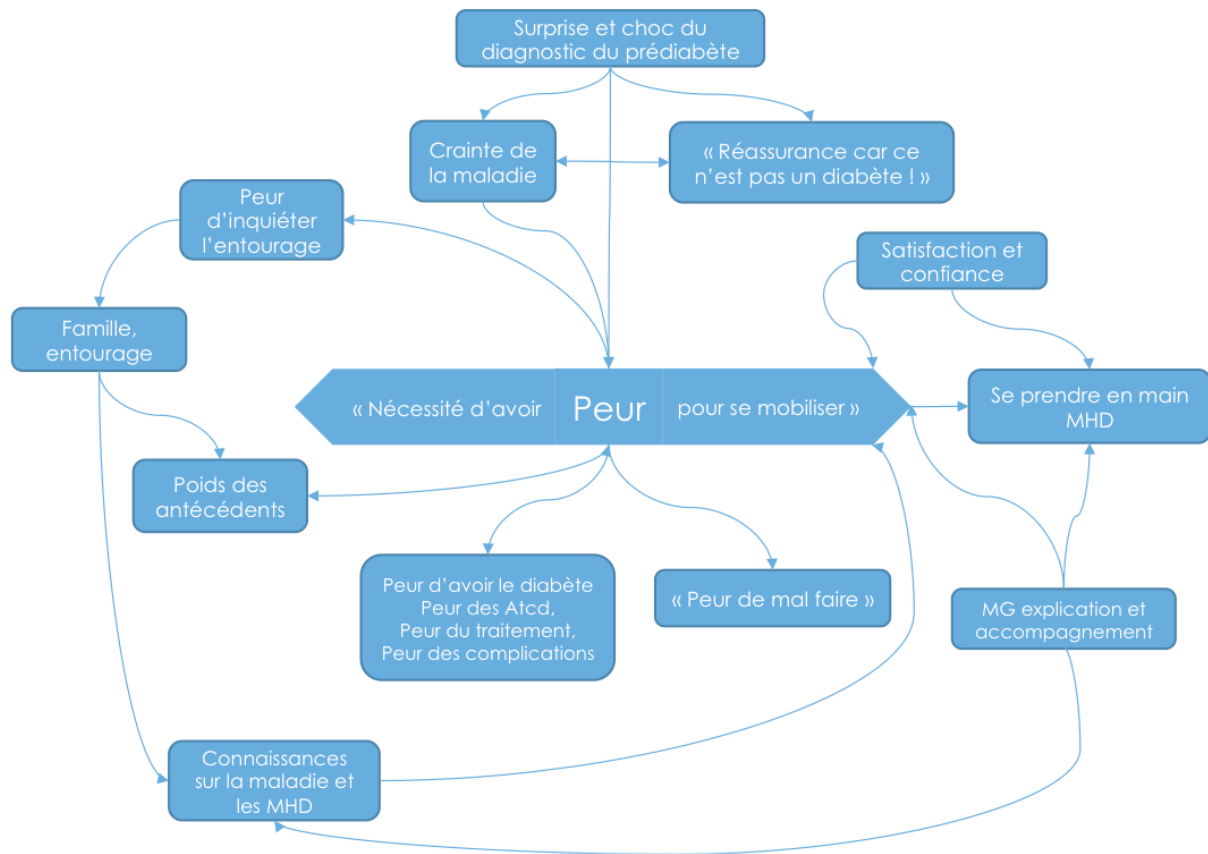 Surprise et choc du
diagnostic du prédiabète
Crainte de
la maladie
« Réassurance car ce
n'est pas un diabète ! »
Peur
d'inquiéter
l'entourage
Satisfaction et
confiance
Famille,
entourage
« Nécessité d'avoir
Peur
pour se mobiliser »
Se prendre en main
MHD
Poids des
antécédents
Peur d'avoir le diabète
Peur des Atcd,
Peur du traitement,
Peur des complications
« Peur de mal faire »
MG explication et
accompagnement
Connaissances
sur la maladie et
les MHD